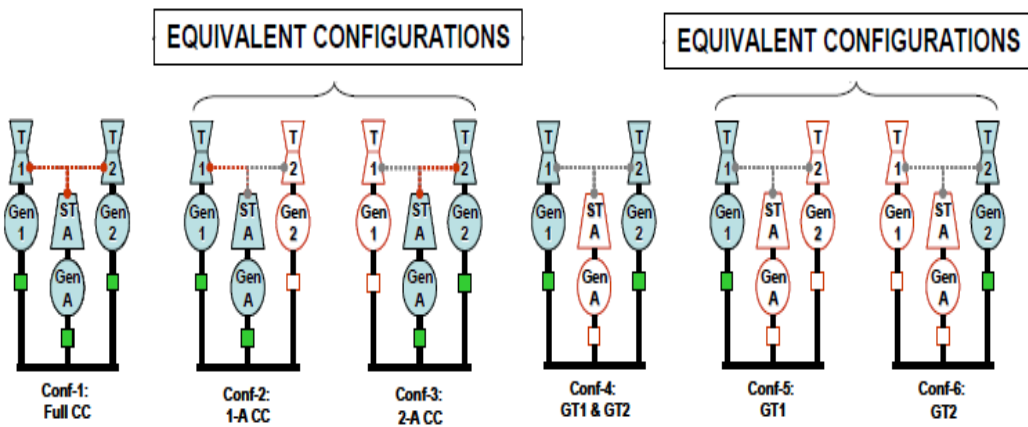 EQUIVALENT CONFIGURATIONS
EQUIVALENT CONFIGURATIONS
T 1
T 2
ST A
Gen 1
Gen 2
Gen A
Conf-1:
Full CC
T 1
T 2
ST A
Gen 1
Gen 2
Gen A
Conf-2:
1-A CC
T 1
T 2
ST A
Gen 1
Gen 2
Gen A
Conf-3:
2-A CC
T 1
T 2
ST A
Gen 1
Gen 2
Gen A
Conf-4:
GT1 & GT2
T 1
T 2
ST A
Gen 1
Gen 2
Gen A
Conf-5:
GT1
T 1
T 2
ST A
Gen 1
Gen 2
Gen A
Conf-6:
GT2